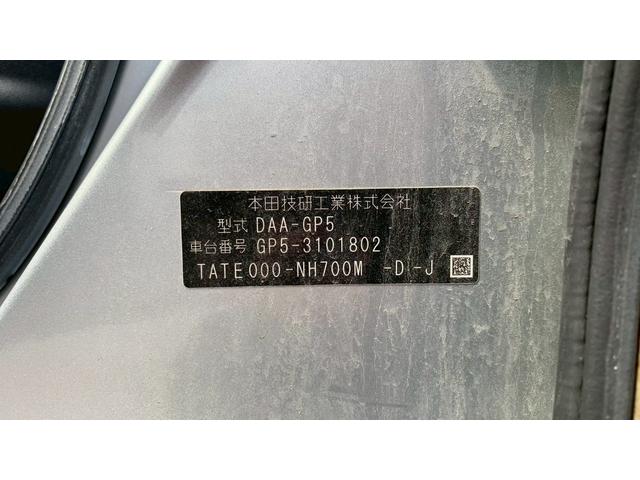 本田技研工業株式会社
型式 DAA-GP5
車台番号 GP5-3101802
TATE000-NH700M -D-J